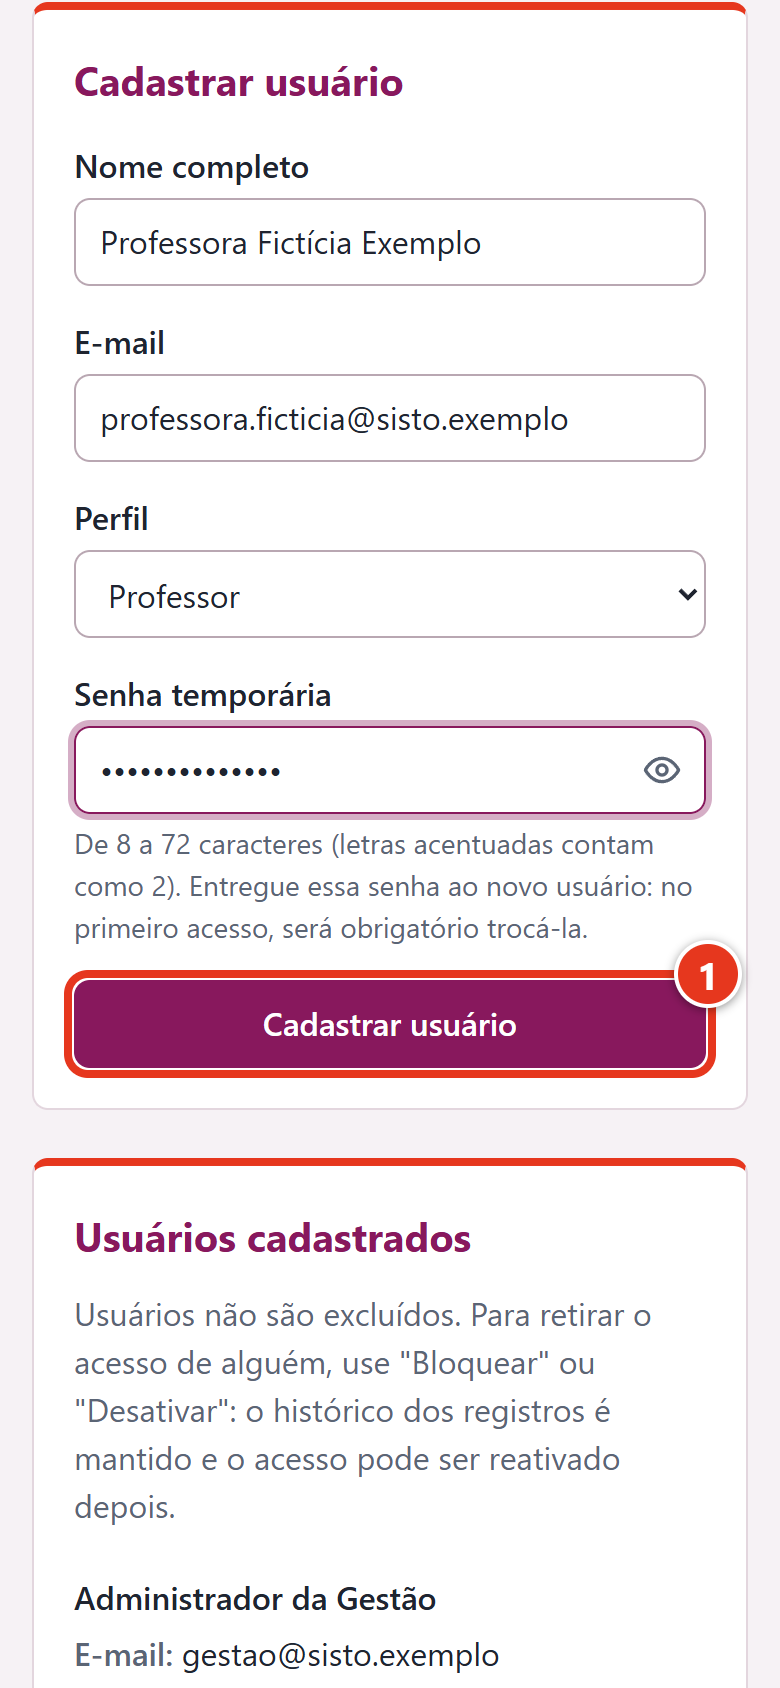 Cadastrar usuário
Nome completo
Professora Fictícia Exemplo
E-mail
professora.ficticia@sisto.exemplo
Perfil
Professor
Senha temporária
••••••••••••••
De 8 a 72 caracteres (letras acentuadas contam
como 2). Entregue essa senha ao novo usuário: no
primeiro acesso, será obrigatório trocá-la.
1
Cadastrar usuário
Usuários cadastrados
Usuários não são excluídos. Para retirar o
acesso de alguém, use "Bloquear" ou
"Desativar": o histórico dos registros é
mantido e o acesso pode ser reativado
depois.
Administrador da Gestão
E-mail: gestao@sisto.exemplo